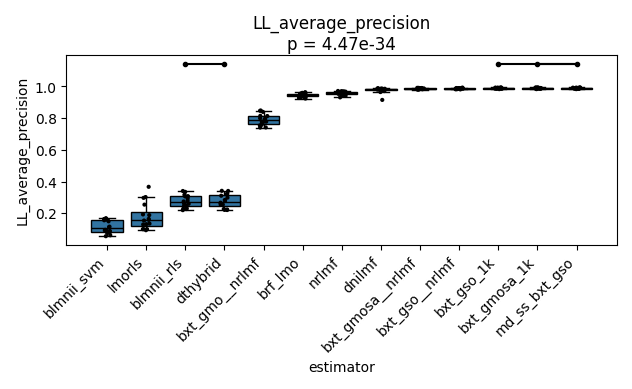 LL_average_precision
p = 4.47e-34
LL_average_precision
1.0
0.8
0.6
0.4
0.2
blmnii_svm
lmorls
blmnii_rls
dthybrid
bxt_gmo__nrlmf
brf_lmo
nrlmf
dnilmf
bxt_gmosa__nrlmf
bxt_gso__nrlmf
bxt_gso_1k
bxt_gmosa_1k
md_ss_bxt_gso
estimator